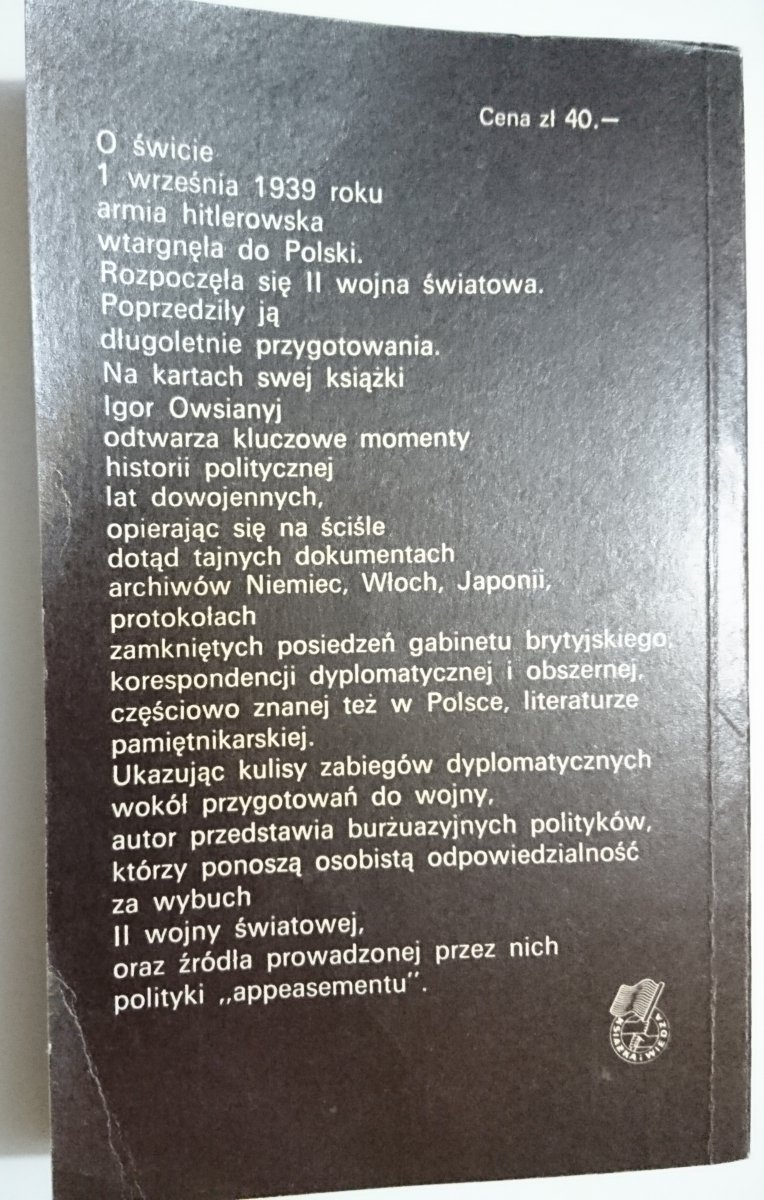 Cena zł 40.—
O świcie
1 września 1939 roku
armia hitlerowska
wtargnęła do Polski.
Rozpoczęła się II wojna światowa.
Poprzedziły ją
długoletnie przygotowania.
Na kartach swej książki
Igor Owsianyj
odtwarza kluczowe momenty
historii politycznej
lat dowojennych,
opierając się na ściśle
dotąd tajnych dokumentach
archiwów Niemiec, Włoch, Japonii,
protokołach
zamkniętych posiedzeń gabinetu brytyjskiego,
korespondencji dyplomatycznej i obszernej,
częściowo znanej też w Polsce, literaturze
pamiętnikarskiej.
Ukazując kulisy zabiegów dyplomatycznych
wokół przygotowań do wojny,
autor przedstawia burżuazyjnych polityków,
którzy ponoszą osobistą odpowiedzialność
za wybuch
II wojny światowej,
oraz źródła prowadzonej przez nich
polityki „appeasementu".
KSIĄŻKA i WIEDZA